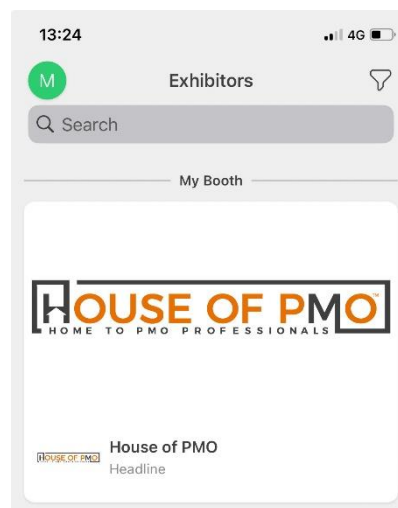 13:24
4G
M
Exhibitors
Search
My Booth
HOUSE OF PMO
HOME TO PMO PROFESSIONALS
House of PMO
HOUSE OF PMO
Headline